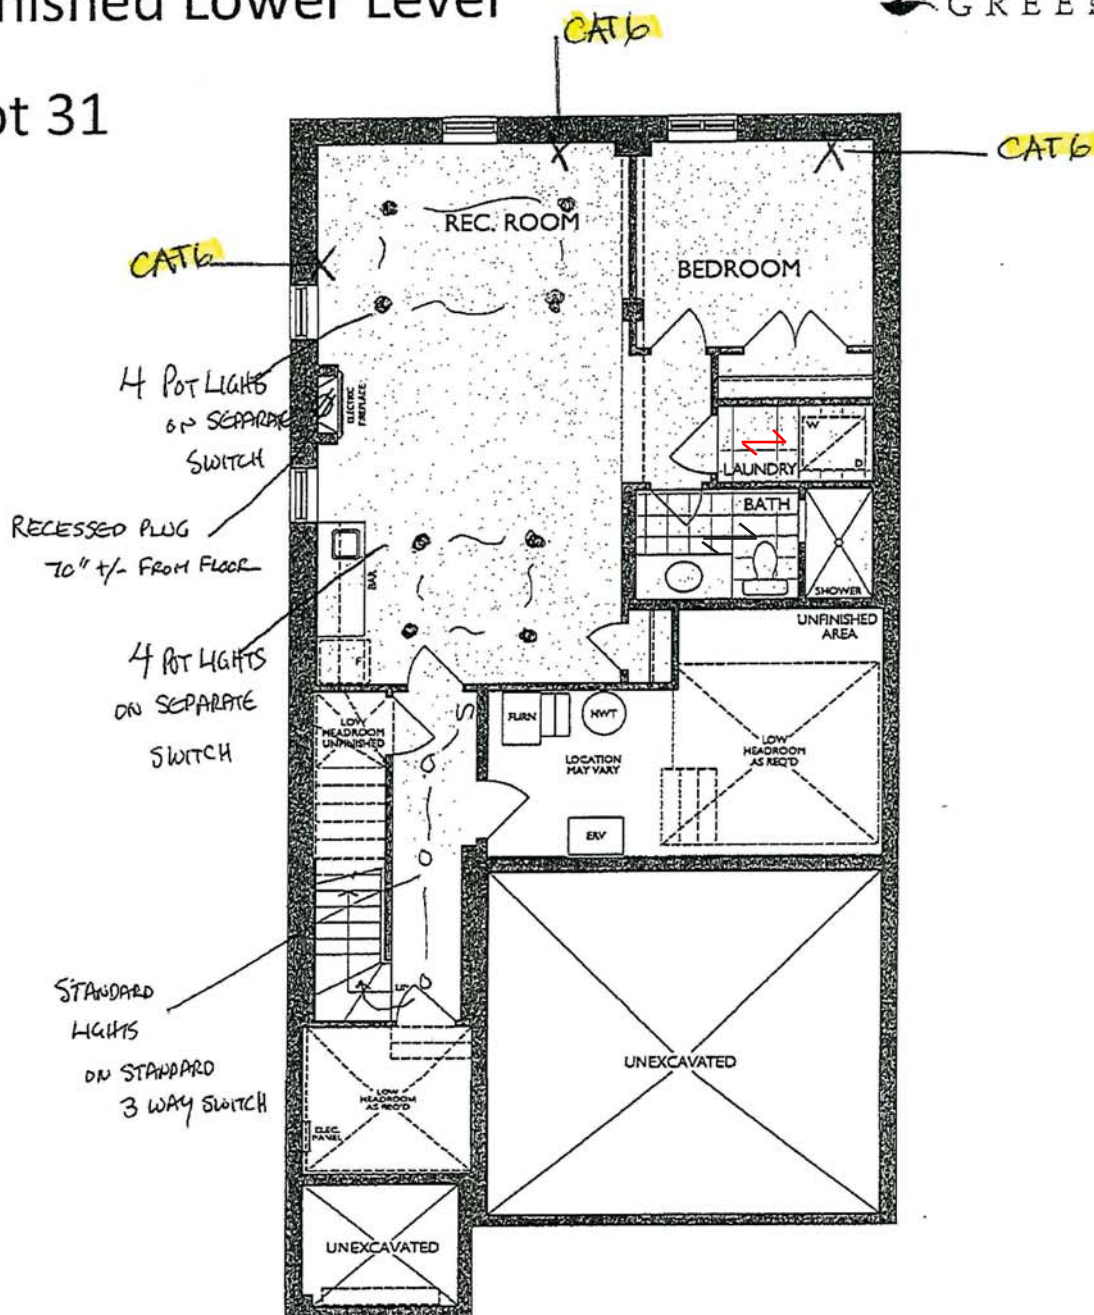 nished Lower Level
GREE
ot 31
CAT6
CAT6
REC. ROOM
CAT6
BEDROOM
4 POT LIGHTS
ON SEPARATE
SWITCH
ELECTRIC
FIREPLACE
W
D
LAUNDRY
BATH
RECESSED PLUG
70" +/- FROM FLOOR
BAR
SHOWER
UNFINISHED
AREA
F
4 POT LIGHTS
ON SEPARATE
SWITCH
S
LOW
HEADROOM
UNFINISHED
FURN
HWT
LOCATION
MAY VARY
LOW
HEADROOM
AS REQ'D
ERV
UP
STANDARD
LIGHTS
ON STANDARD
3 WAY SWITCH
UNEXCAVATED
LOW
HEADROOM
AS REQ'D
ELEC.
PANEL
UNEXCAVATED